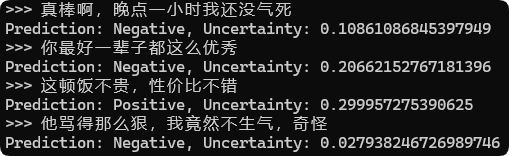 >>> 真棒啊，晚点一小时我还没气死
Prediction: Negative, Uncertainty: 0.10861086845397949
>>> 你最好一辈子都这么优秀
Prediction: Negative, Uncertainty: 0.20662152767181396
>>> 这顿饭不贵，性价比不错
Prediction: Positive, Uncertainty: 0.299957275390625
>>> 他骂得那么狠，我竟然不生气，奇怪
Prediction: Negative, Uncertainty: 0.027938246726989746